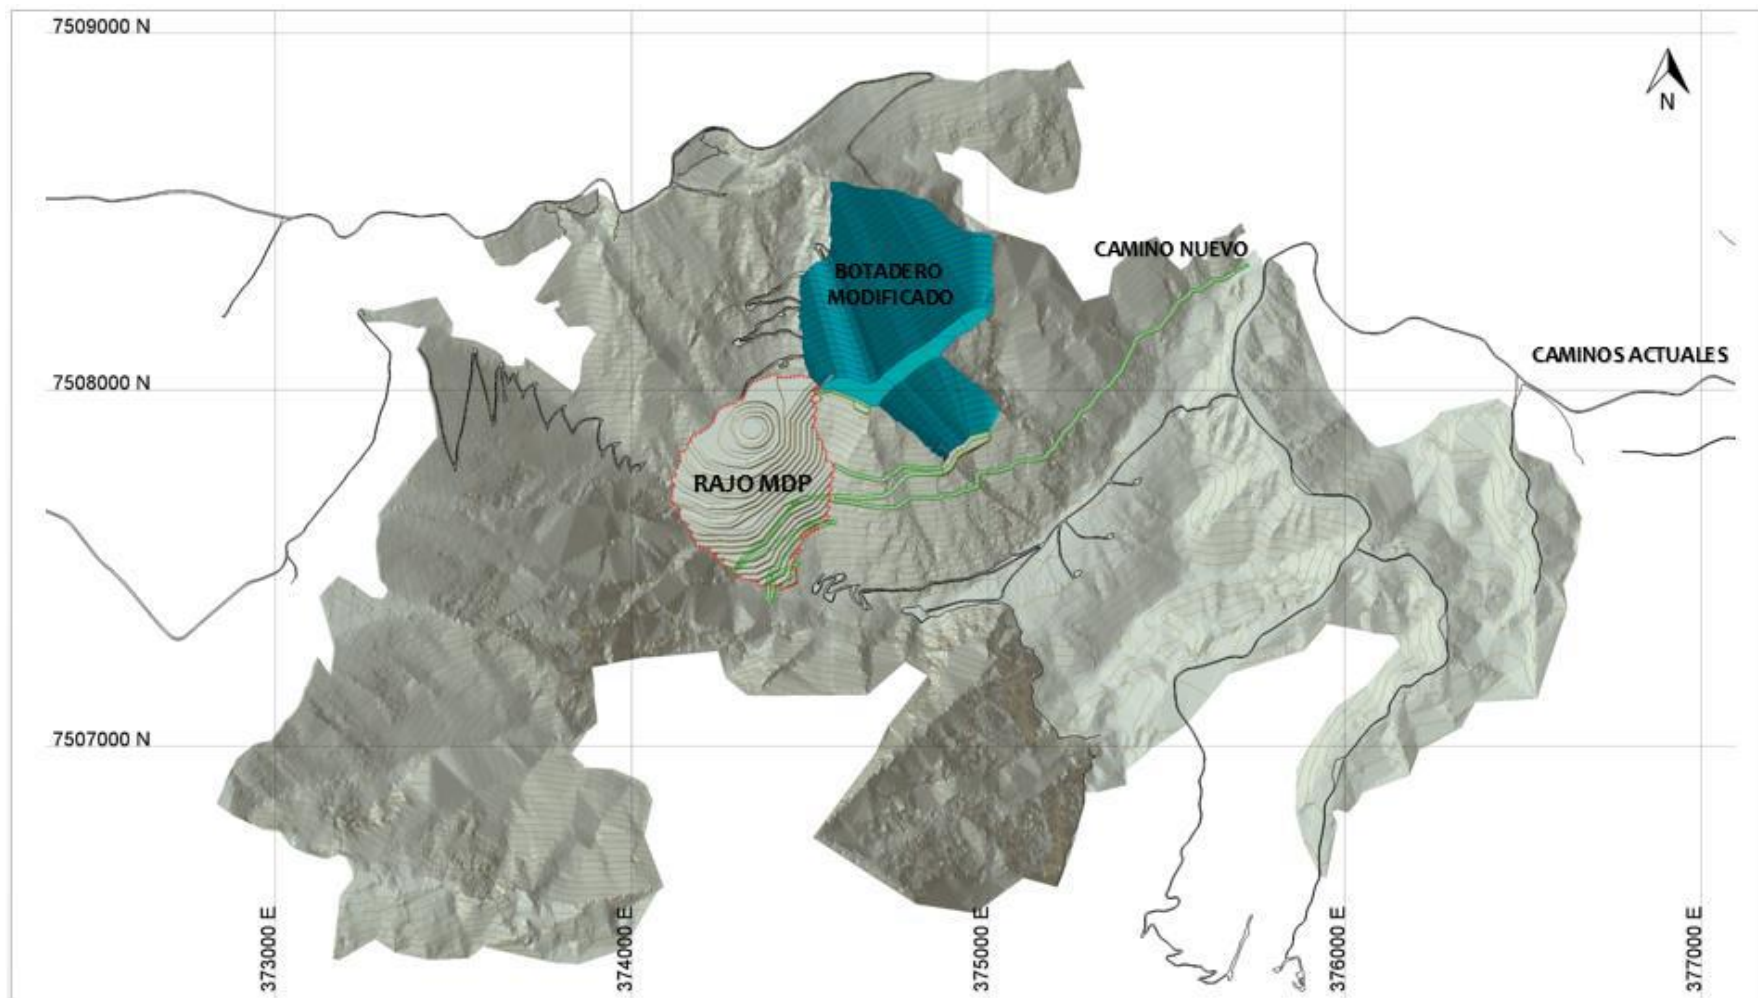 7509000 N
N
CAMINO NUEVO
BOTADERO
MODIFICADO
CAMINOS ACTUALES
7508000 N
RAJO MDP
7507000 N
373000 E
374000 E
375000 E
376000 E
377000 E